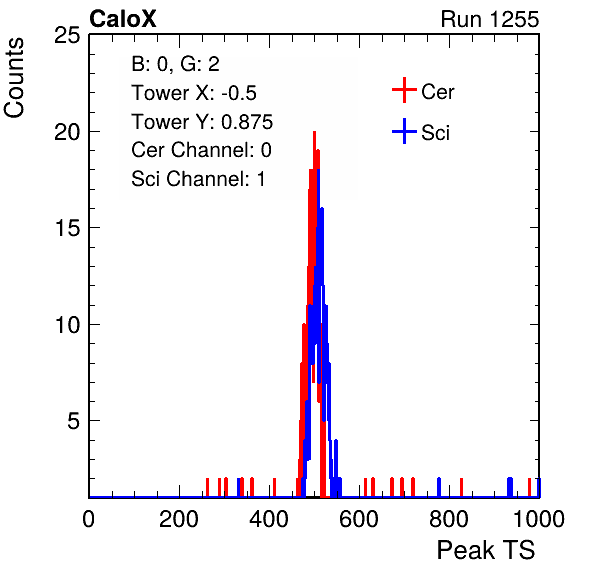 CaloX Run 1255
Counts
25
20
15
10
5
B: 0, G: 2
Tower X: -0.5
Tower Y: 0.875
Cer Channel: 0
Sci Channel: 1
Cer
Sci
0 200 400 600 800 1000
Peak TS